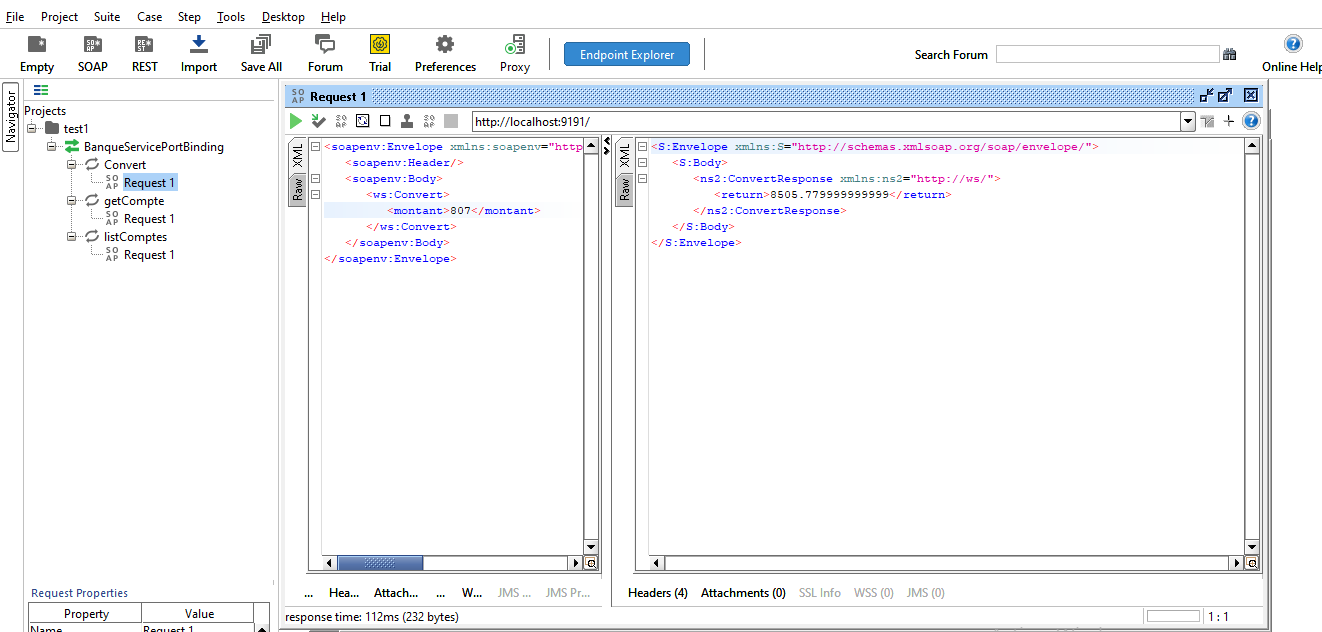 File Project Suite Case Step Tools Desktop Help
Empty SOAP REST Import Save All Forum Trial Preferences Proxy Endpoint Explorer Search Forum Online Help
Navigator
Projects
test1
BanqueServicePortBinding
Convert
SOAP Request 1
getCompte
SOAP Request 1
listComptes
SOAP Request 1
Request Properties
Property Value
Name Request 1
SOAP Request 1
http://localhost:9191/
XML
Raw
<soapenv:Envelope xmlns:soapenv="http
<soapenv:Header/>
<soapenv:Body>
<ws:Convert>
<montant>807</montant>
</ws:Convert>
</soapenv:Body>
</soapenv:Envelope>
... Hea... Attach... ... W... JMS ... JMS Pr...
XML
Raw
<S:Envelope xmlns:S="http://schemas.xmlsoap.org/soap/envelope/">
<S:Body>
<ns2:ConvertResponse xmlns:ns2="http://ws/">
<return>8505.779999999999</return>
</ns2:ConvertResponse>
</S:Body>
</S:Envelope>
Headers (4) Attachments (0) SSL Info WSS (0) JMS (0)
response time: 112ms (232 bytes) 1 : 1